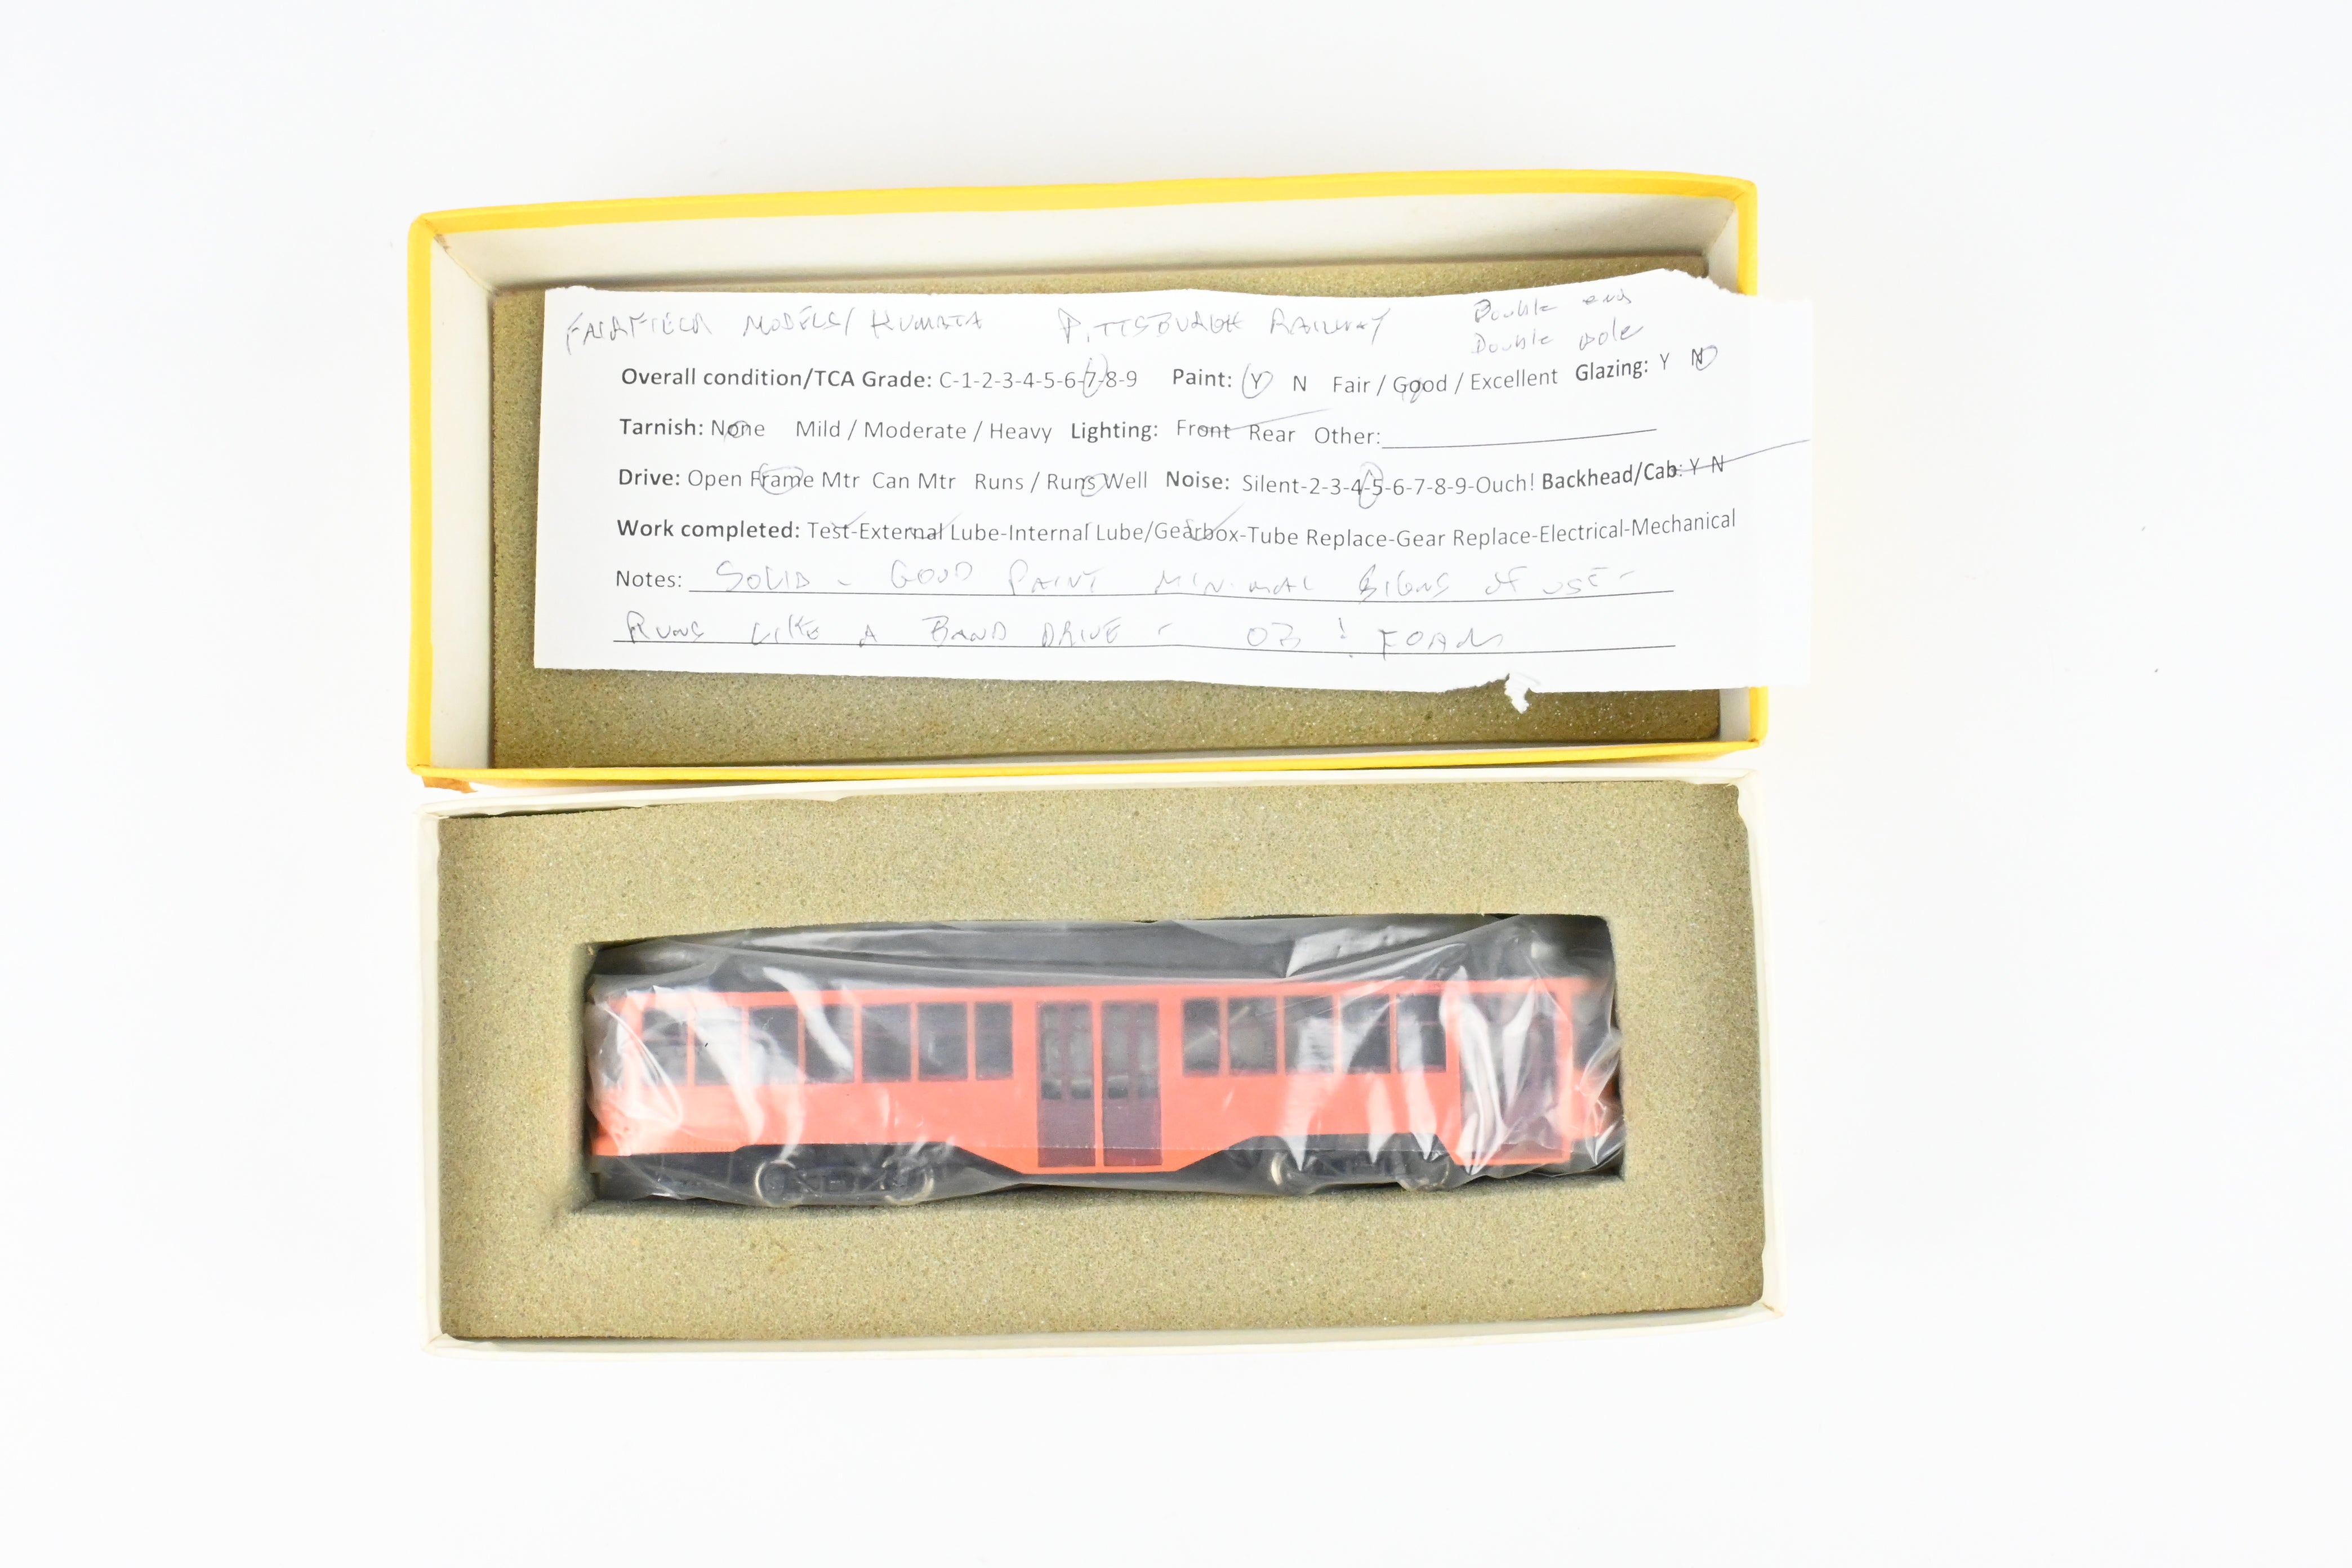 FAIRFIELD MODELS/ KUMATA PITTSBURGH RAILWAY Double end
Double pole
Overall condition/TCA Grade: C-1-2-3-4-5-6-7-8-9 Paint: Y N Fair / Good / Excellent Glazing: Y N
Tarnish: None Mild / Moderate / Heavy Lighting: Front Rear Other:
Drive: Open Frame Mtr Can Mtr Runs / Runs Well Noise: Silent-2-3-4-5-6-7-8-9-Ouch! Backhead/Cab: Y N
Work completed: Test-External Lube-Internal Lube/Gearbox-Tube Replace-Gear Replace-Electrical-Mechanical
Notes: SOLID - GOOD PAINT MINIMAL SIGNS OF USE -
RUNS LIKE A BAND DRIVE - ! FOAM